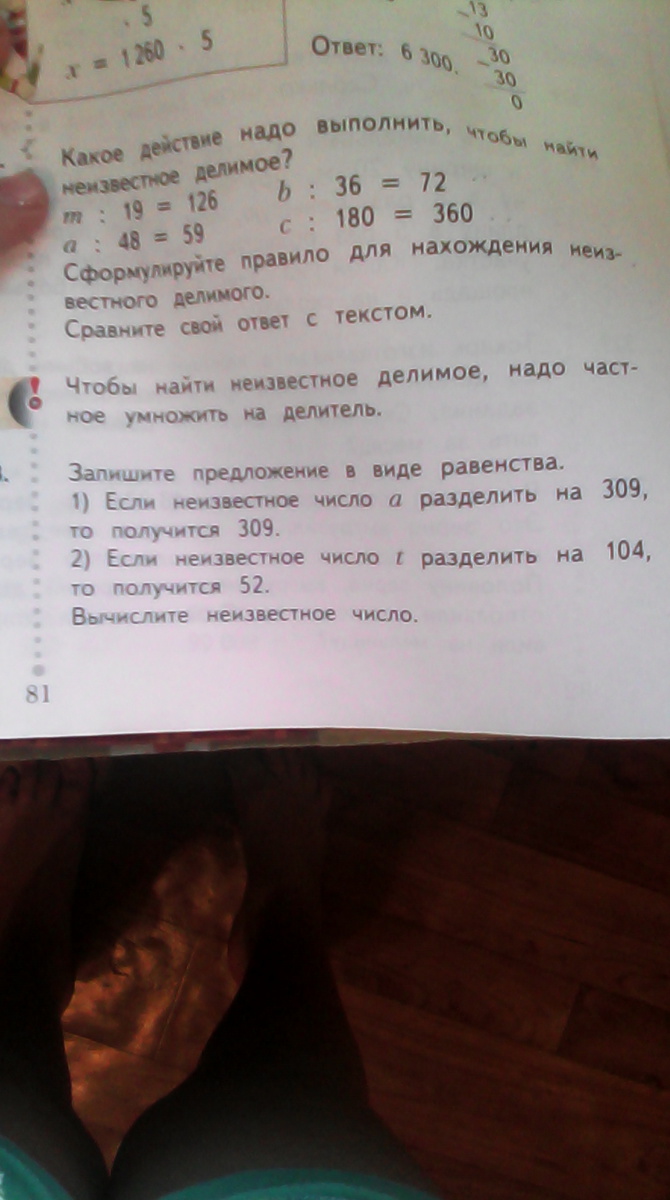 . 5
x = 1 260 · 5
Ответ: 6 300.
−13
10
−30
30
0
Какое действие надо выполнить, чтобы найти
неизвестное делимое?
m : 19 = 126 b : 36 = 72
a : 48 = 59 c : 180 = 360
Сформулируйте правило для нахождения неиз-
вестного делимого.
Сравните свой ответ с текстом.
! Чтобы найти неизвестное делимое, надо част-
ное умножить на делитель.
Запишите предложение в виде равенства.
1) Если неизвестное число a разделить на 309,
то получится 309.
2) Если неизвестное число t разделить на 104,
то получится 52.
Вычислите неизвестное число.
81